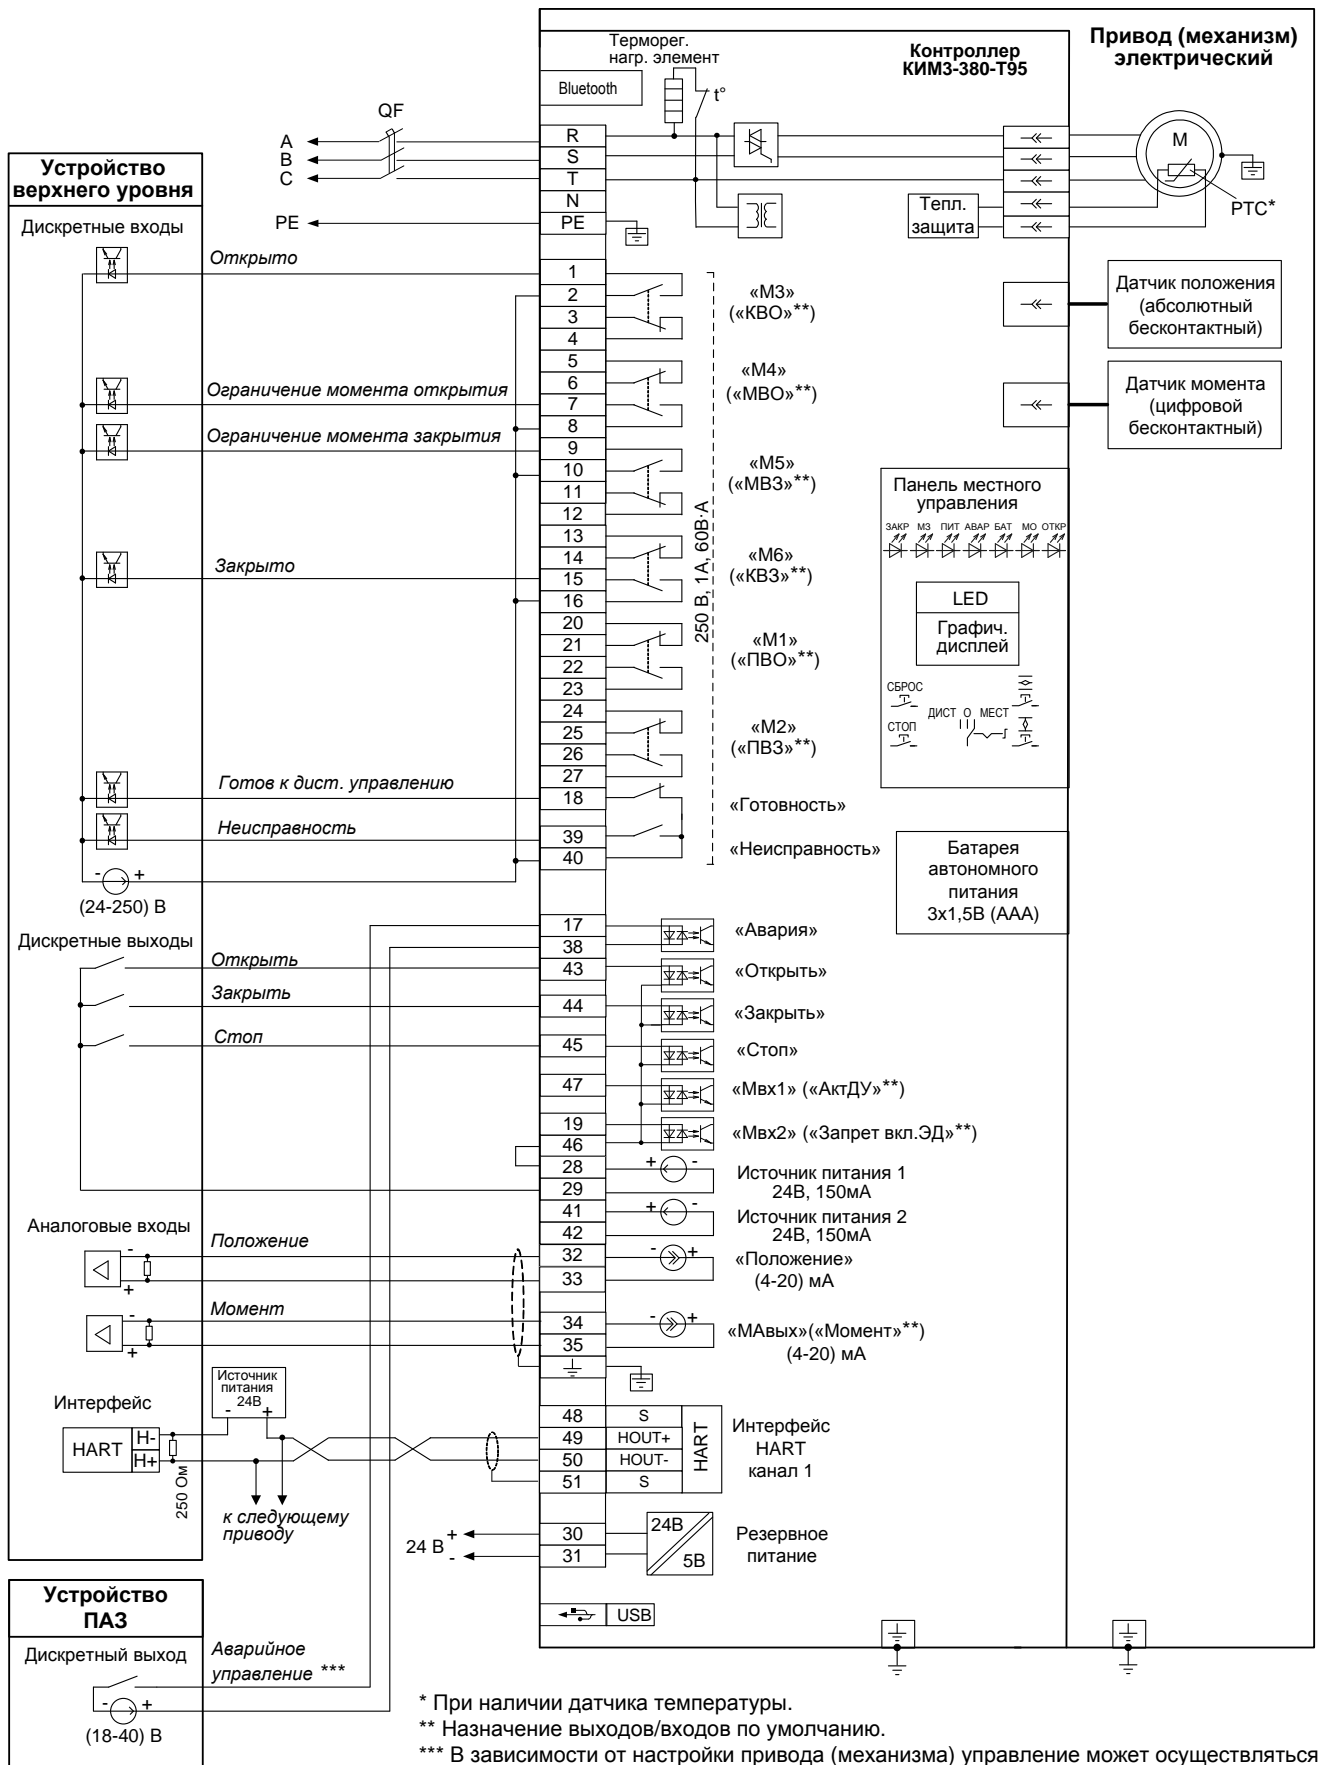 Терморег.
нагр. элемент
Контроллер
КИМ3-380-Т95
Привод (механизм)
электрический
Bluetooth
t°
QF
A
B
C
PE
R
S
T
N
PE
M
Тепл.
защита
PTC*
Устройство
верхнего уровня
Дискретные входы
Открыто
Ограничение момента открытия
Ограничение момента закрытия
Закрыто
Готов к дист. управлению
Неисправность
- +
(24-250) В
1
2
3
4
5
6
7
8
9
10
11
12
13
14
15
16
20
21
22
23
24
25
26
27
18
39
40
250 В, 1А, 60В·А
«М3»
(«КВО»**)
«М4»
(«МВО»**)
«М5»
(«МВЗ»**)
«М6»
(«КВЗ»**)
«М1»
(«ПВО»**)
«М2»
(«ПВЗ»**)
«Готовность»
«Неисправность»
Датчик положения
(абсолютный
бесконтактный)
Датчик момента
(цифровой
бесконтактный)
Панель местного
управления
ЗАКР МЗ ПИТ АВАР БАТ МО ОТКР
LED
Графич.
дисплей
СБРОС
СТОП
ДИСТ О МЕСТ
Батарея
автономного
питания
3х1,5В (ААА)
Дискретные выходы
Открыть
Закрыть
Стоп
17
38
43
44
45
47
19
46
28
29
41
42
32
33
34
35
«Авария»
«Открыть»
«Закрыть»
«Стоп»
«Мвх1» («АктДУ»**)
«Мвх2» («Запрет вкл.ЭД»**)
+ -
Источник питания 1
24В, 150мА
+ -
Источник питания 2
24В, 150мА
- +
«Положение»
(4-20) мА
- +
«МАвых»(«Момент»**)
(4-20) мА
Аналоговые входы
Положение
-
+
Момент
-
+
Источник
питания
24В
- +
Интерфейс
HART
H-
H+
250 Ом
к следующему
приводу
48
49
50
51
S
HOUT+
HOUT-
S
HART
Интерфейс
HART
канал 1
24 В
+
-
30
31
24В
5В
Резервное
питание
USB
Устройство
ПАЗ
Дискретный выход
Аварийное
управление ***
- +
(18-40) В
* При наличии датчика температуры.
** Назначение выходов/входов по умолчанию.
*** В зависимости от настройки привода (механизма) управление может осуществляться